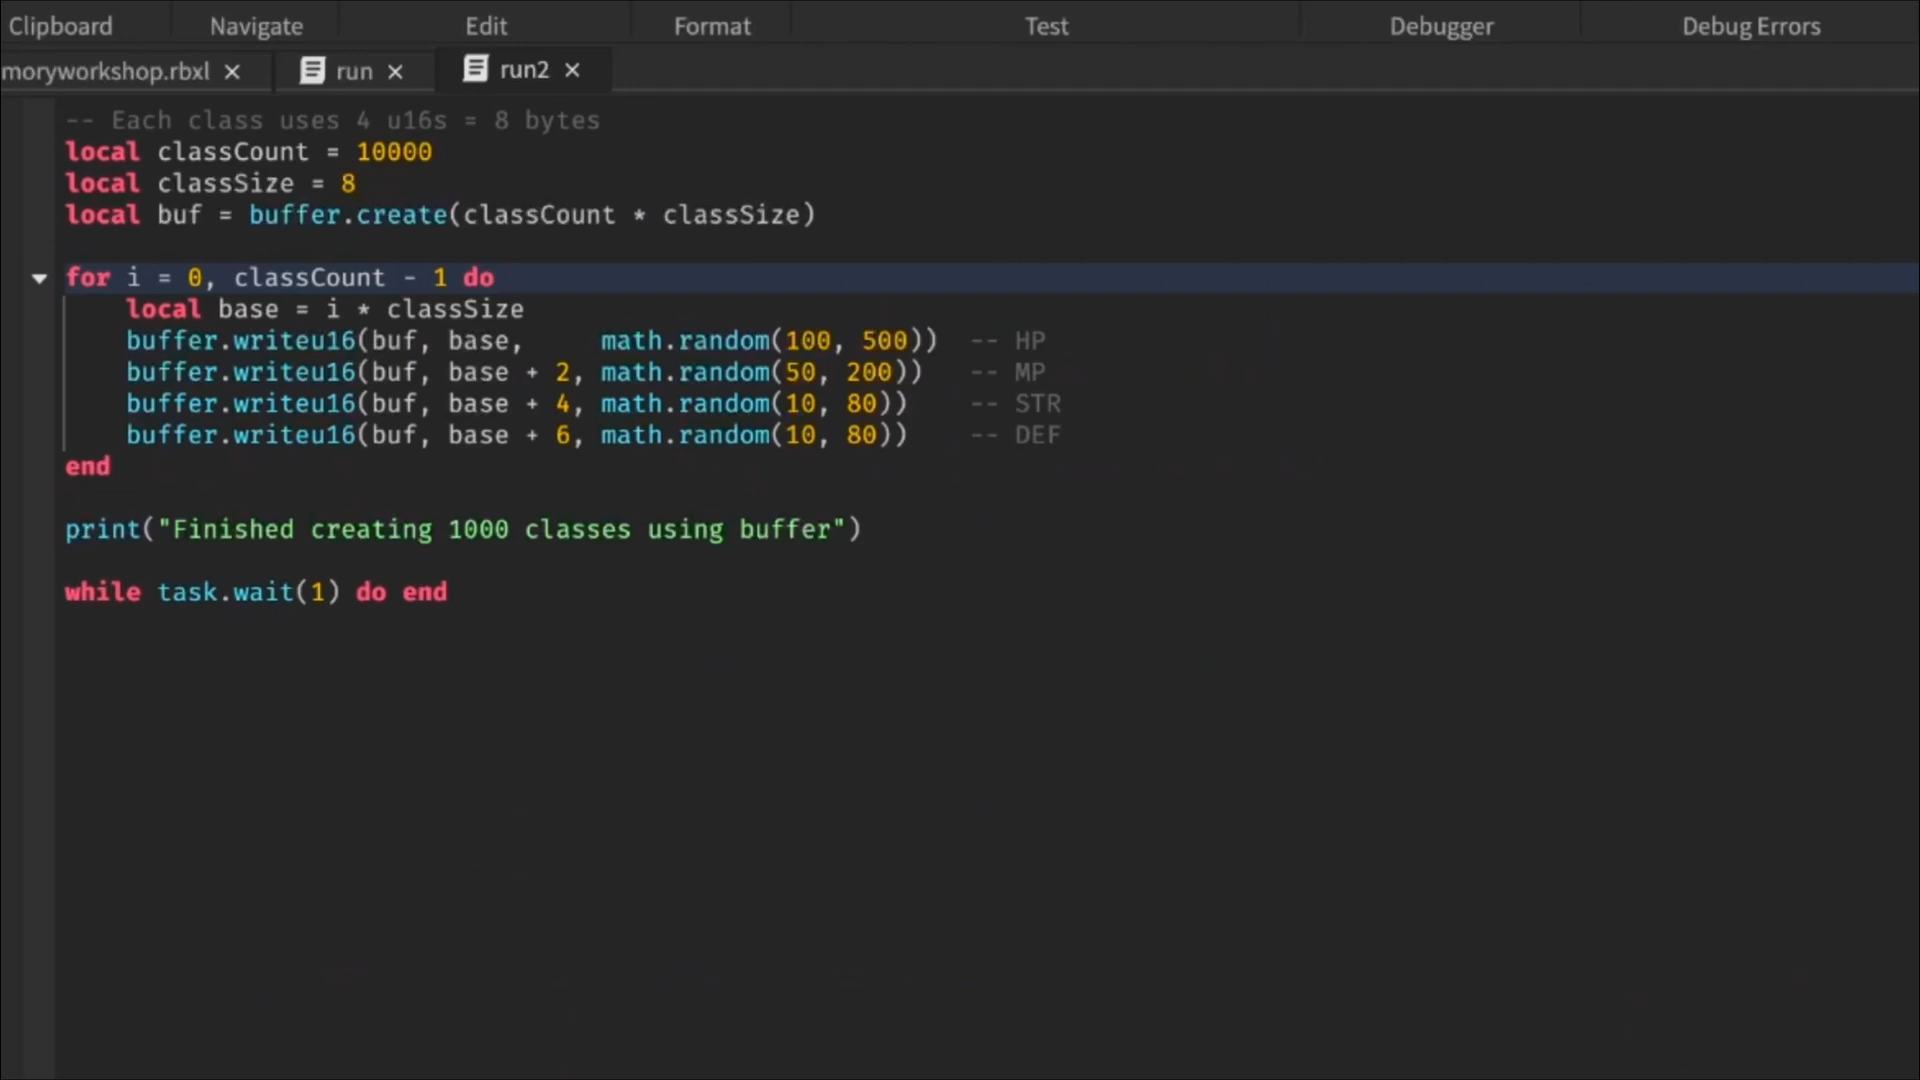 Clipboard Navigate Edit Format Test Debugger Debug Errors
moryworkshop.rbxl run run2
-- Each class uses 4 u16s = 8 bytes
local classCount = 10000
local classSize = 8
local buf = buffer.create(classCount * classSize)
for i = 0, classCount - 1 do
    local base = i * classSize
    buffer.writeu16(buf, base,     math.random(100, 500))  -- HP
    buffer.writeu16(buf, base + 2, math.random(50, 200))   -- MP
    buffer.writeu16(buf, base + 4, math.random(10, 80))    -- STR
    buffer.writeu16(buf, base + 6, math.random(10, 80))    -- DEF
end
print("Finished creating 1000 classes using buffer")
while task.wait(1) do end